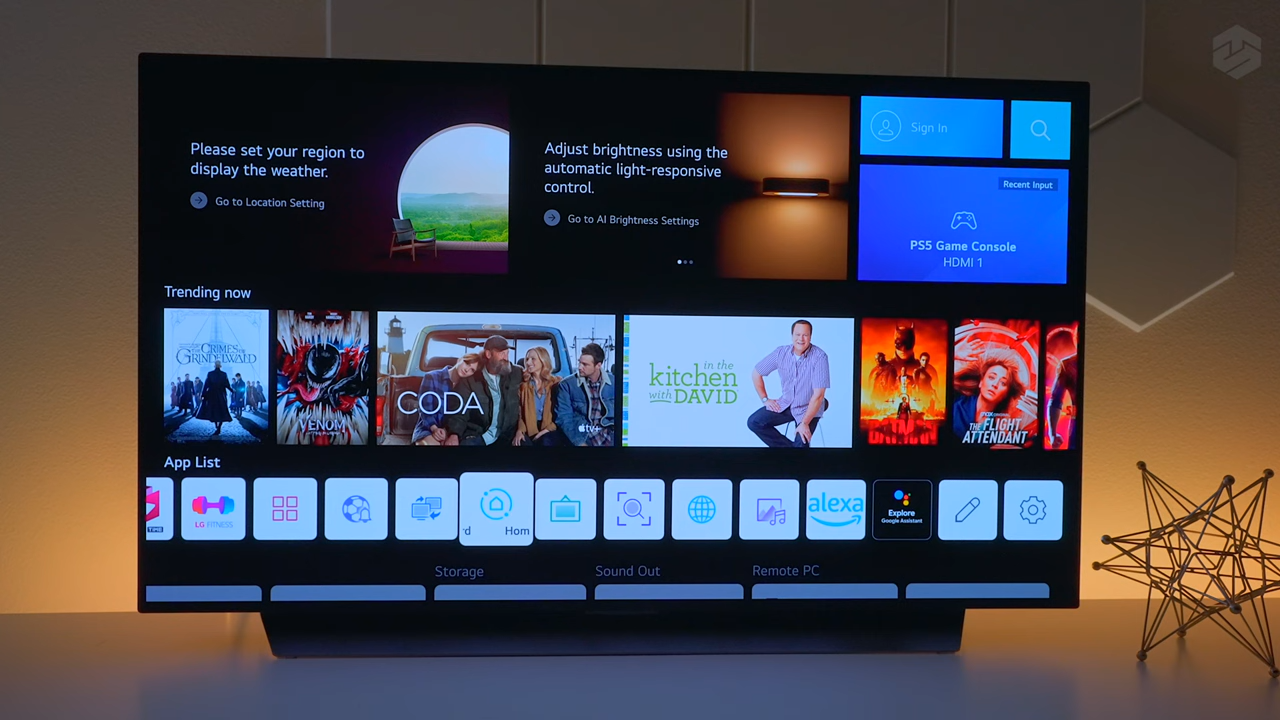 Please set your region to
display the weather.
Go to Location Setting
Adjust brightness using the
automatic light-responsive
control.
Go to AI Brightness Settings
Sign In
Recent Input
PS5 Game Console
HDMI 1
Trending now
CRIMES
OF
GRINDELWALD
VENOM
CODA
tv+
in the
kitchen
with DAVID
max
THE FLIGHT
ATTENDANT
App List
TIME
LG FITNESS
d Hom
alexa
Explore
Google Assistant
Storage
Sound Out
Remote PC